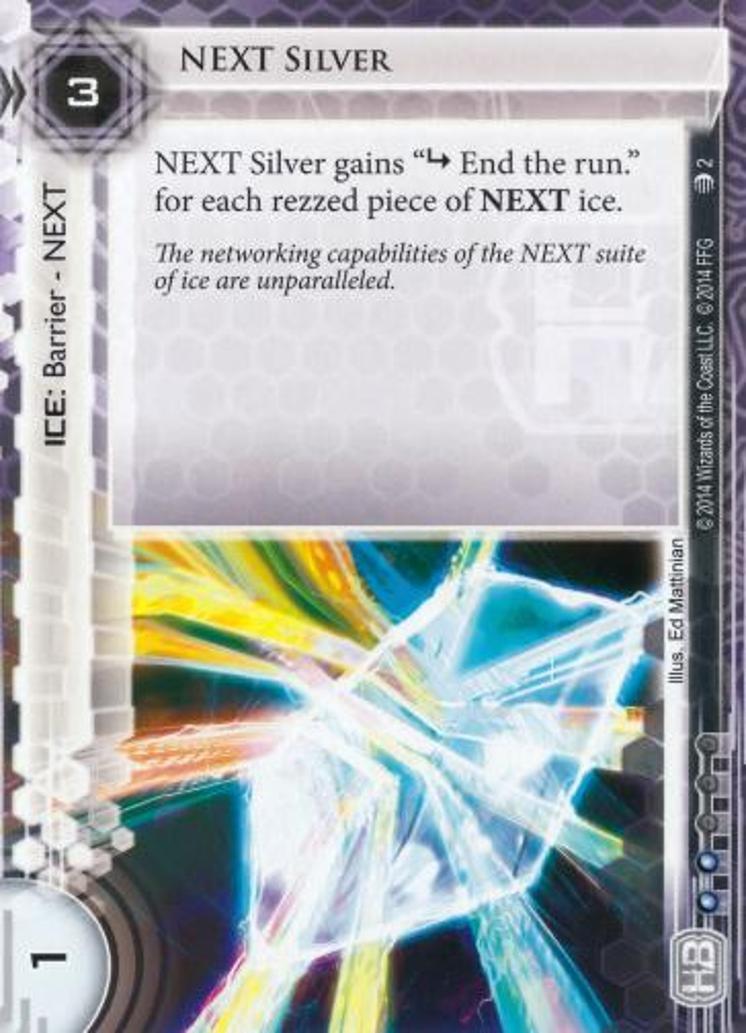 NEXT Silver
3
NEXT Silver gains “↳ End the run.”
for each rezzed piece of NEXT ice.
The networking capabilities of the NEXT suite
of ice are unparalleled.
ICE: Barrier - NEXT
2
© 2014 Wizards of the Coast LLC. © 2014 FFG
Illus. Ed Mattinian
1
HB